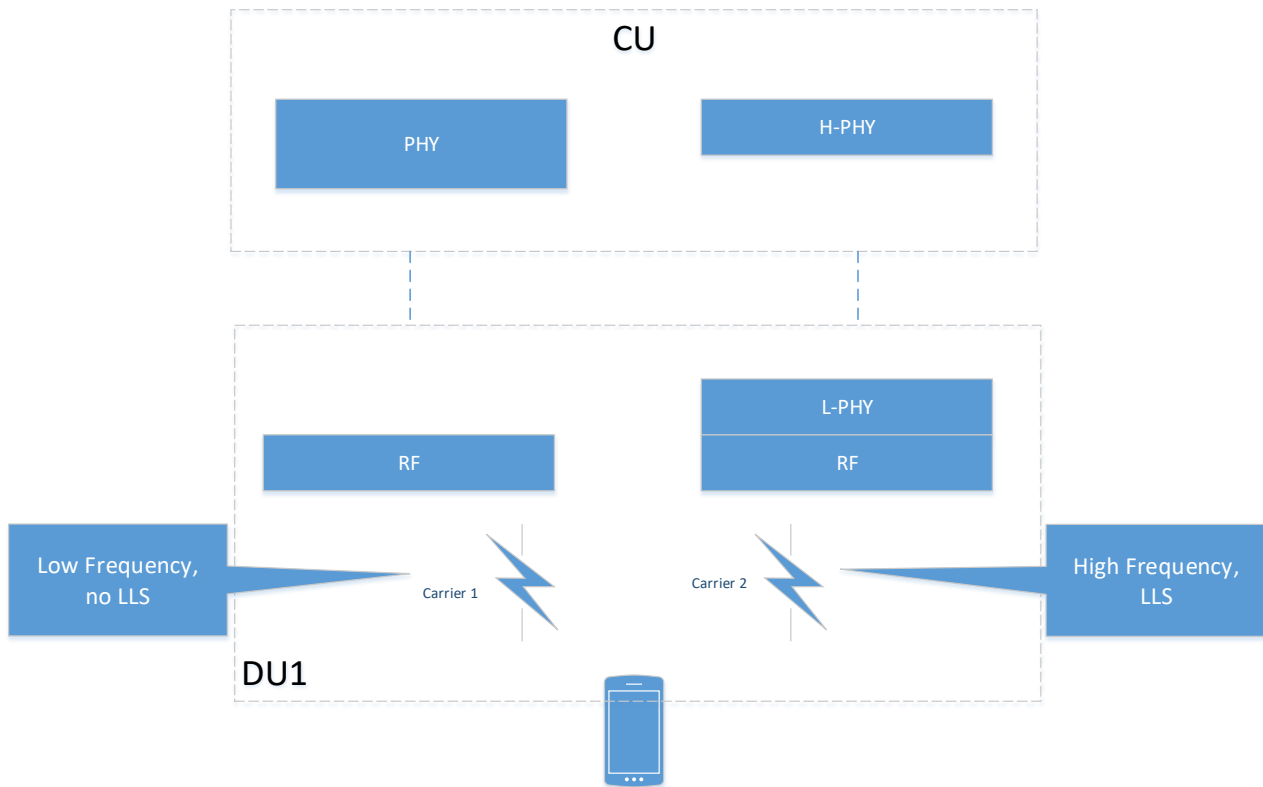 CU
PHY
H-PHY
L-PHY
RF
RF
Low Frequency,
no LLS
Carrier 1
Carrier 2
High Frequency,
LLS
DU1